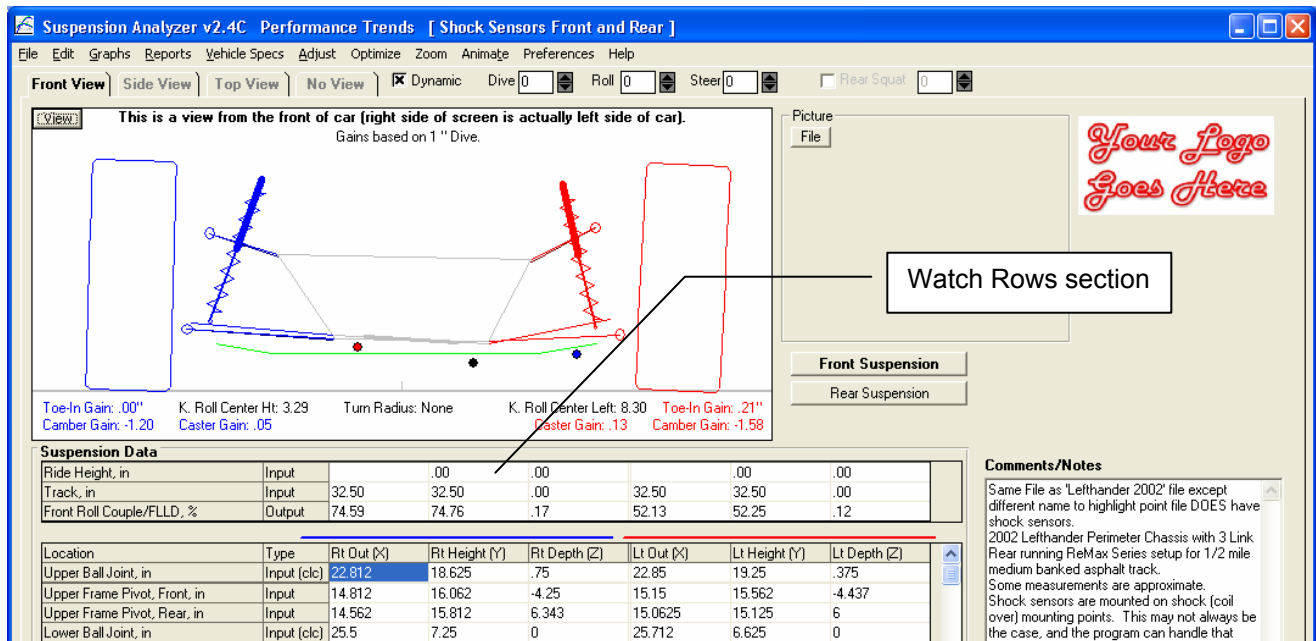 Suspension Analyzer v2.4C Performance Trends [ Shock Sensors Front and Rear ]
File Edit Graphs Reports Vehicle Specs Adjust Optimize Zoom Animate Preferences Help
Front View Side View Top View No View Dynamic Dive 0 Roll 0 Steer 0 Rear Squat 0
View
This is a view from the front of car (right side of screen is actually left side of car).
Gains based on 1 '' Dive.
Picture
File
Your Logo
Goes Here
Watch Rows section
Front Suspension
Rear Suspension
Toe-In Gain: .00'' K. Roll Center Ht: 3.29 Turn Radius: None K. Roll Center Left: 8.30 Toe-In Gain: .21''
Camber Gain: -1.20 Caster Gain: .05 Caster Gain: .13 Camber Gain: -1.58
Suspension Data
Ride Height, in Input .00 .00 .00 .00
Track, in Input 32.50 32.50 .00 32.50 32.50 .00
Front Roll Couple/FLLD, % Output 74.59 74.76 .17 52.13 52.25 .12
Location Type Rt Out (X) Rt Height (Y) Rt Depth (Z) Lt Out (X) Lt Height (Y) Lt Depth (Z)
Upper Ball Joint, in Input (clc) 22.812 18.625 .75 22.85 19.25 .375
Upper Frame Pivot, Front, in Input 14.812 16.062 -4.25 15.15 15.562 -4.437
Upper Frame Pivot, Rear, in Input 14.562 15.812 6.343 15.0625 15.125 6
Lower Ball Joint, in Input (clc) 25.5 7.25 0 25.712 6.625 0
Comments/Notes
Same File as 'Lefthander 2002' file except
different name to highlight point file DOES have
shock sensors.
2002 Lefthander Perimeter Chassis with 3 Link
Rear running ReMax Series setup for 1/2 mile
medium banked asphalt track.
Some measurements are approximate.
Shock sensors are mounted on shock (coil
over) mounting points. This may not always be
the case, and the program can handle that